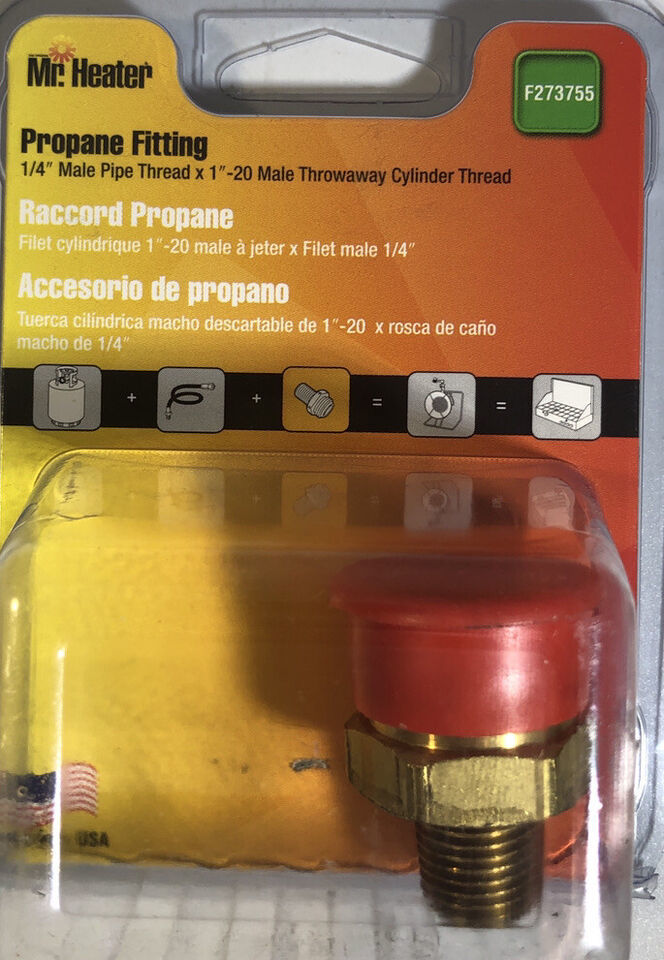 Mr. Heater
F273755
Propane Fitting
1/4" Male Pipe Thread x 1"-20 Male Throwaway Cylinder Thread
Raccord Propane
Filet cylindrique 1"-20 male à jeter x Filet male 1/4"
Accesorio de propano
Tuerca cilíndrica macho descartable de 1"-20 x rosca de caño
macho de 1/4"
+ + = =
USA